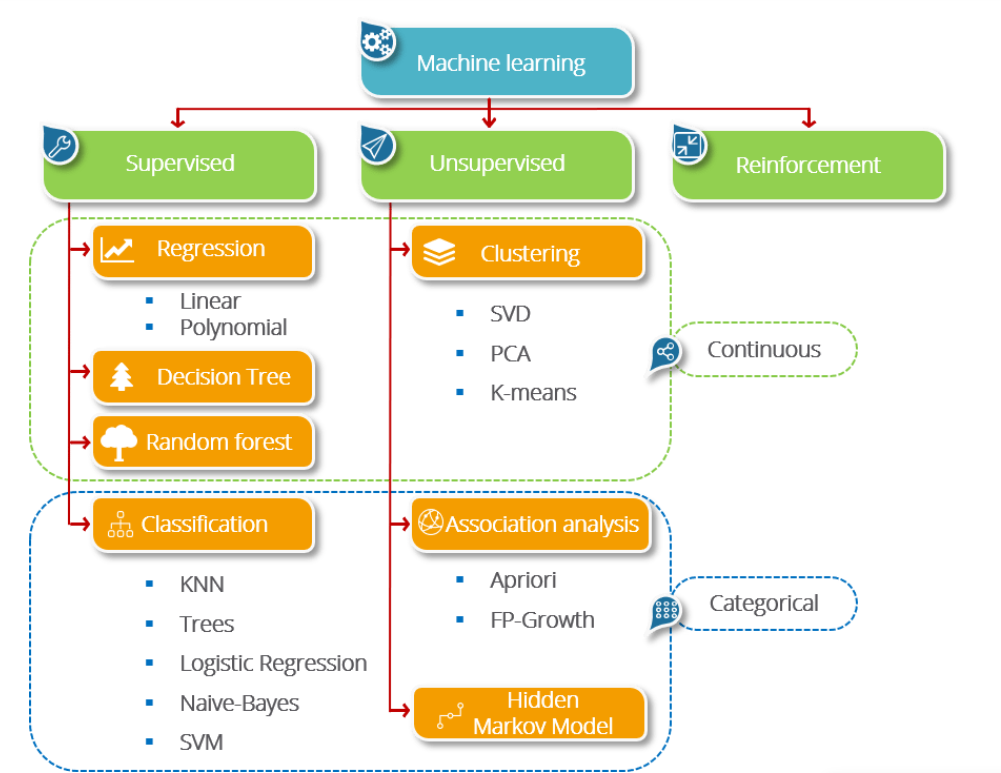 Machine learning
Supervised
Unsupervised
Reinforcement
Regression
Linear
Polynomial
Decision Tree
Random forest
Clustering
SVD
PCA
K-means
Continuous
Classification
KNN
Trees
Logistic Regression
Naive-Bayes
SVM
Association analysis
Apriori
FP-Growth
Hidden
Markov Model
Categorical